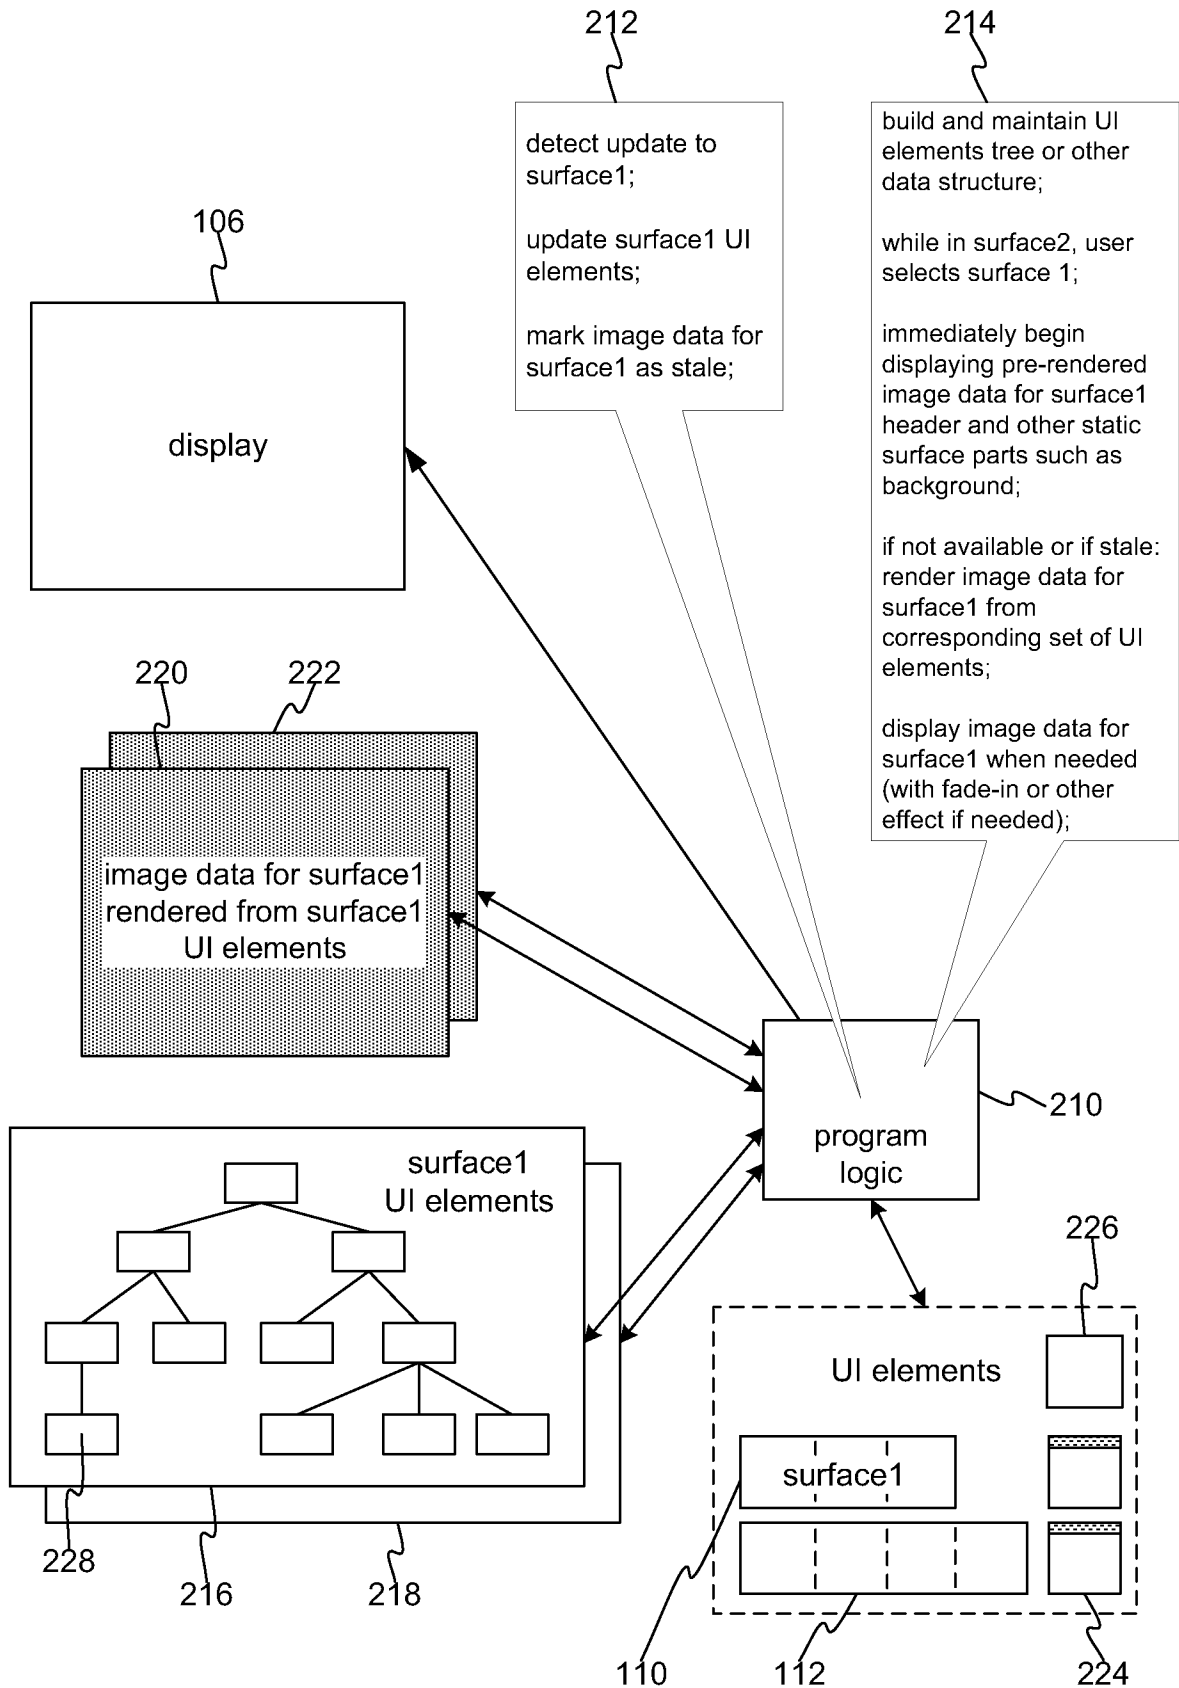 212
214
detect update to
surface1;
update surface1 UI
elements;
mark image data for
surface1 as stale;
build and maintain UI
elements tree or other
data structure;
while in surface2, user
selects surface 1;
immediately begin
displaying pre-rendered
image data for surface1
header and other static
surface parts such as
background;
if not available or if stale:
render image data for
surface1 from
corresponding set of UI
elements;
display image data for
surface1 when needed
(with fade-in or other
effect if needed);
106
display
220
222
image data for surface1
rendered from surface1
UI elements
210
program
logic
surface1
UI elements
228
216
218
226
UI elements
surface1
110
112
224